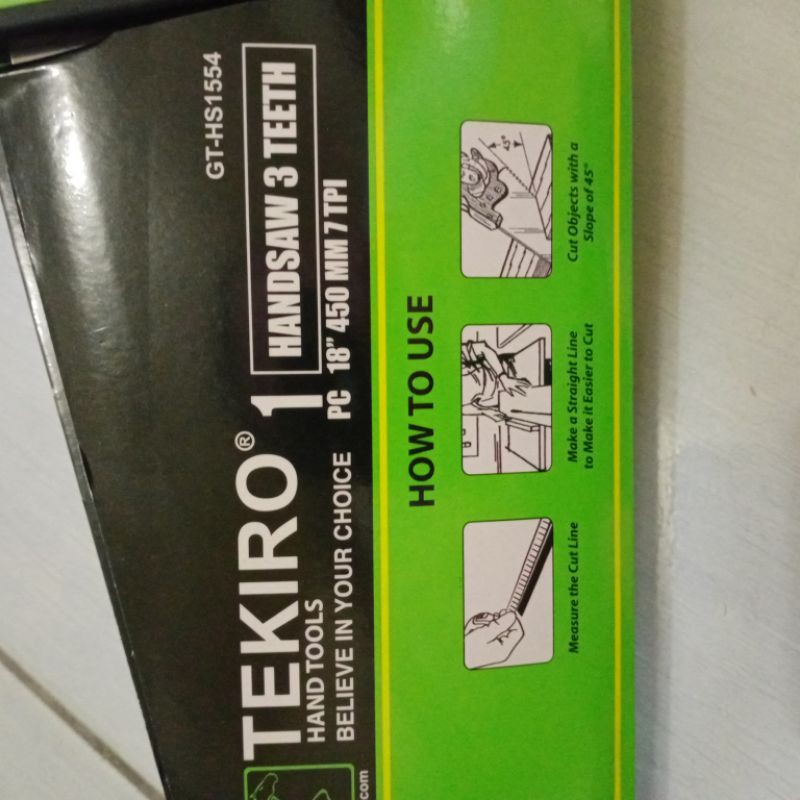 GT-HS1554
TEKIRO®
HAND TOOLS
BELIEVE IN YOUR CHOICE
1
PC
HANDSAW 3 TEETH
18" 450 MM 7 TPI
.com
HOW TO USE
Measure the Cut Line
Make a Straight Line
to Make it Easier to Cut
45°
Cut Objects with a
Slope of 45°